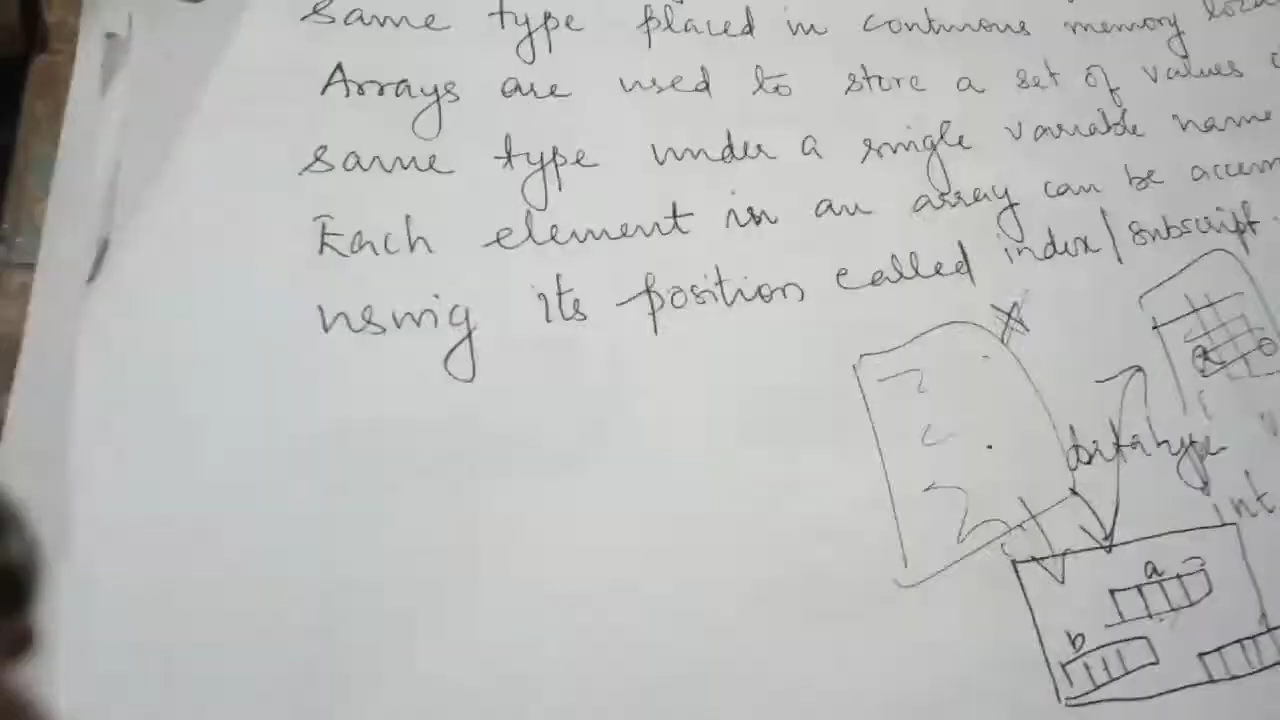 Same type placed in continous memory
Arrays are used to store a set of values
same type under a single variable name
Each element in an array can be
using its position called index/subscript.
datatype
int
a
b